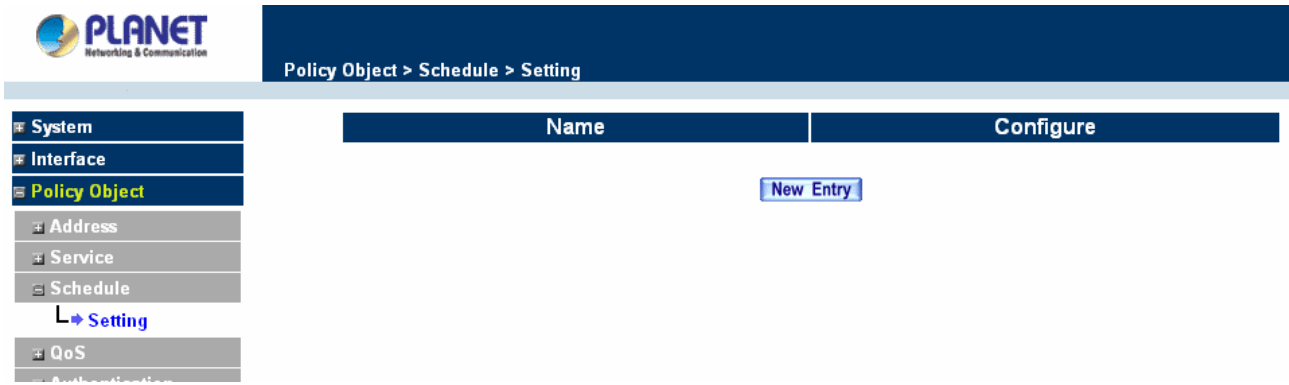 PLANET
Networking & Communication
Policy Object > Schedule > Setting
System
Interface
Policy Object
Address
Service
Schedule
Setting
QoS
Authentication
Name Configure
New Entry